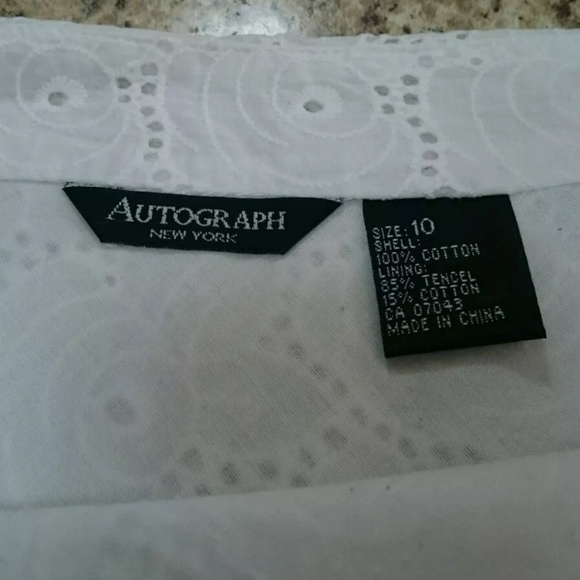 AUTOGRAPH
NEW YORK
SIZE: 10
SHELL:
100% COTTON
LINING:
85% TENCEL
15% COTTON
CA 07043
MADE IN CHINA